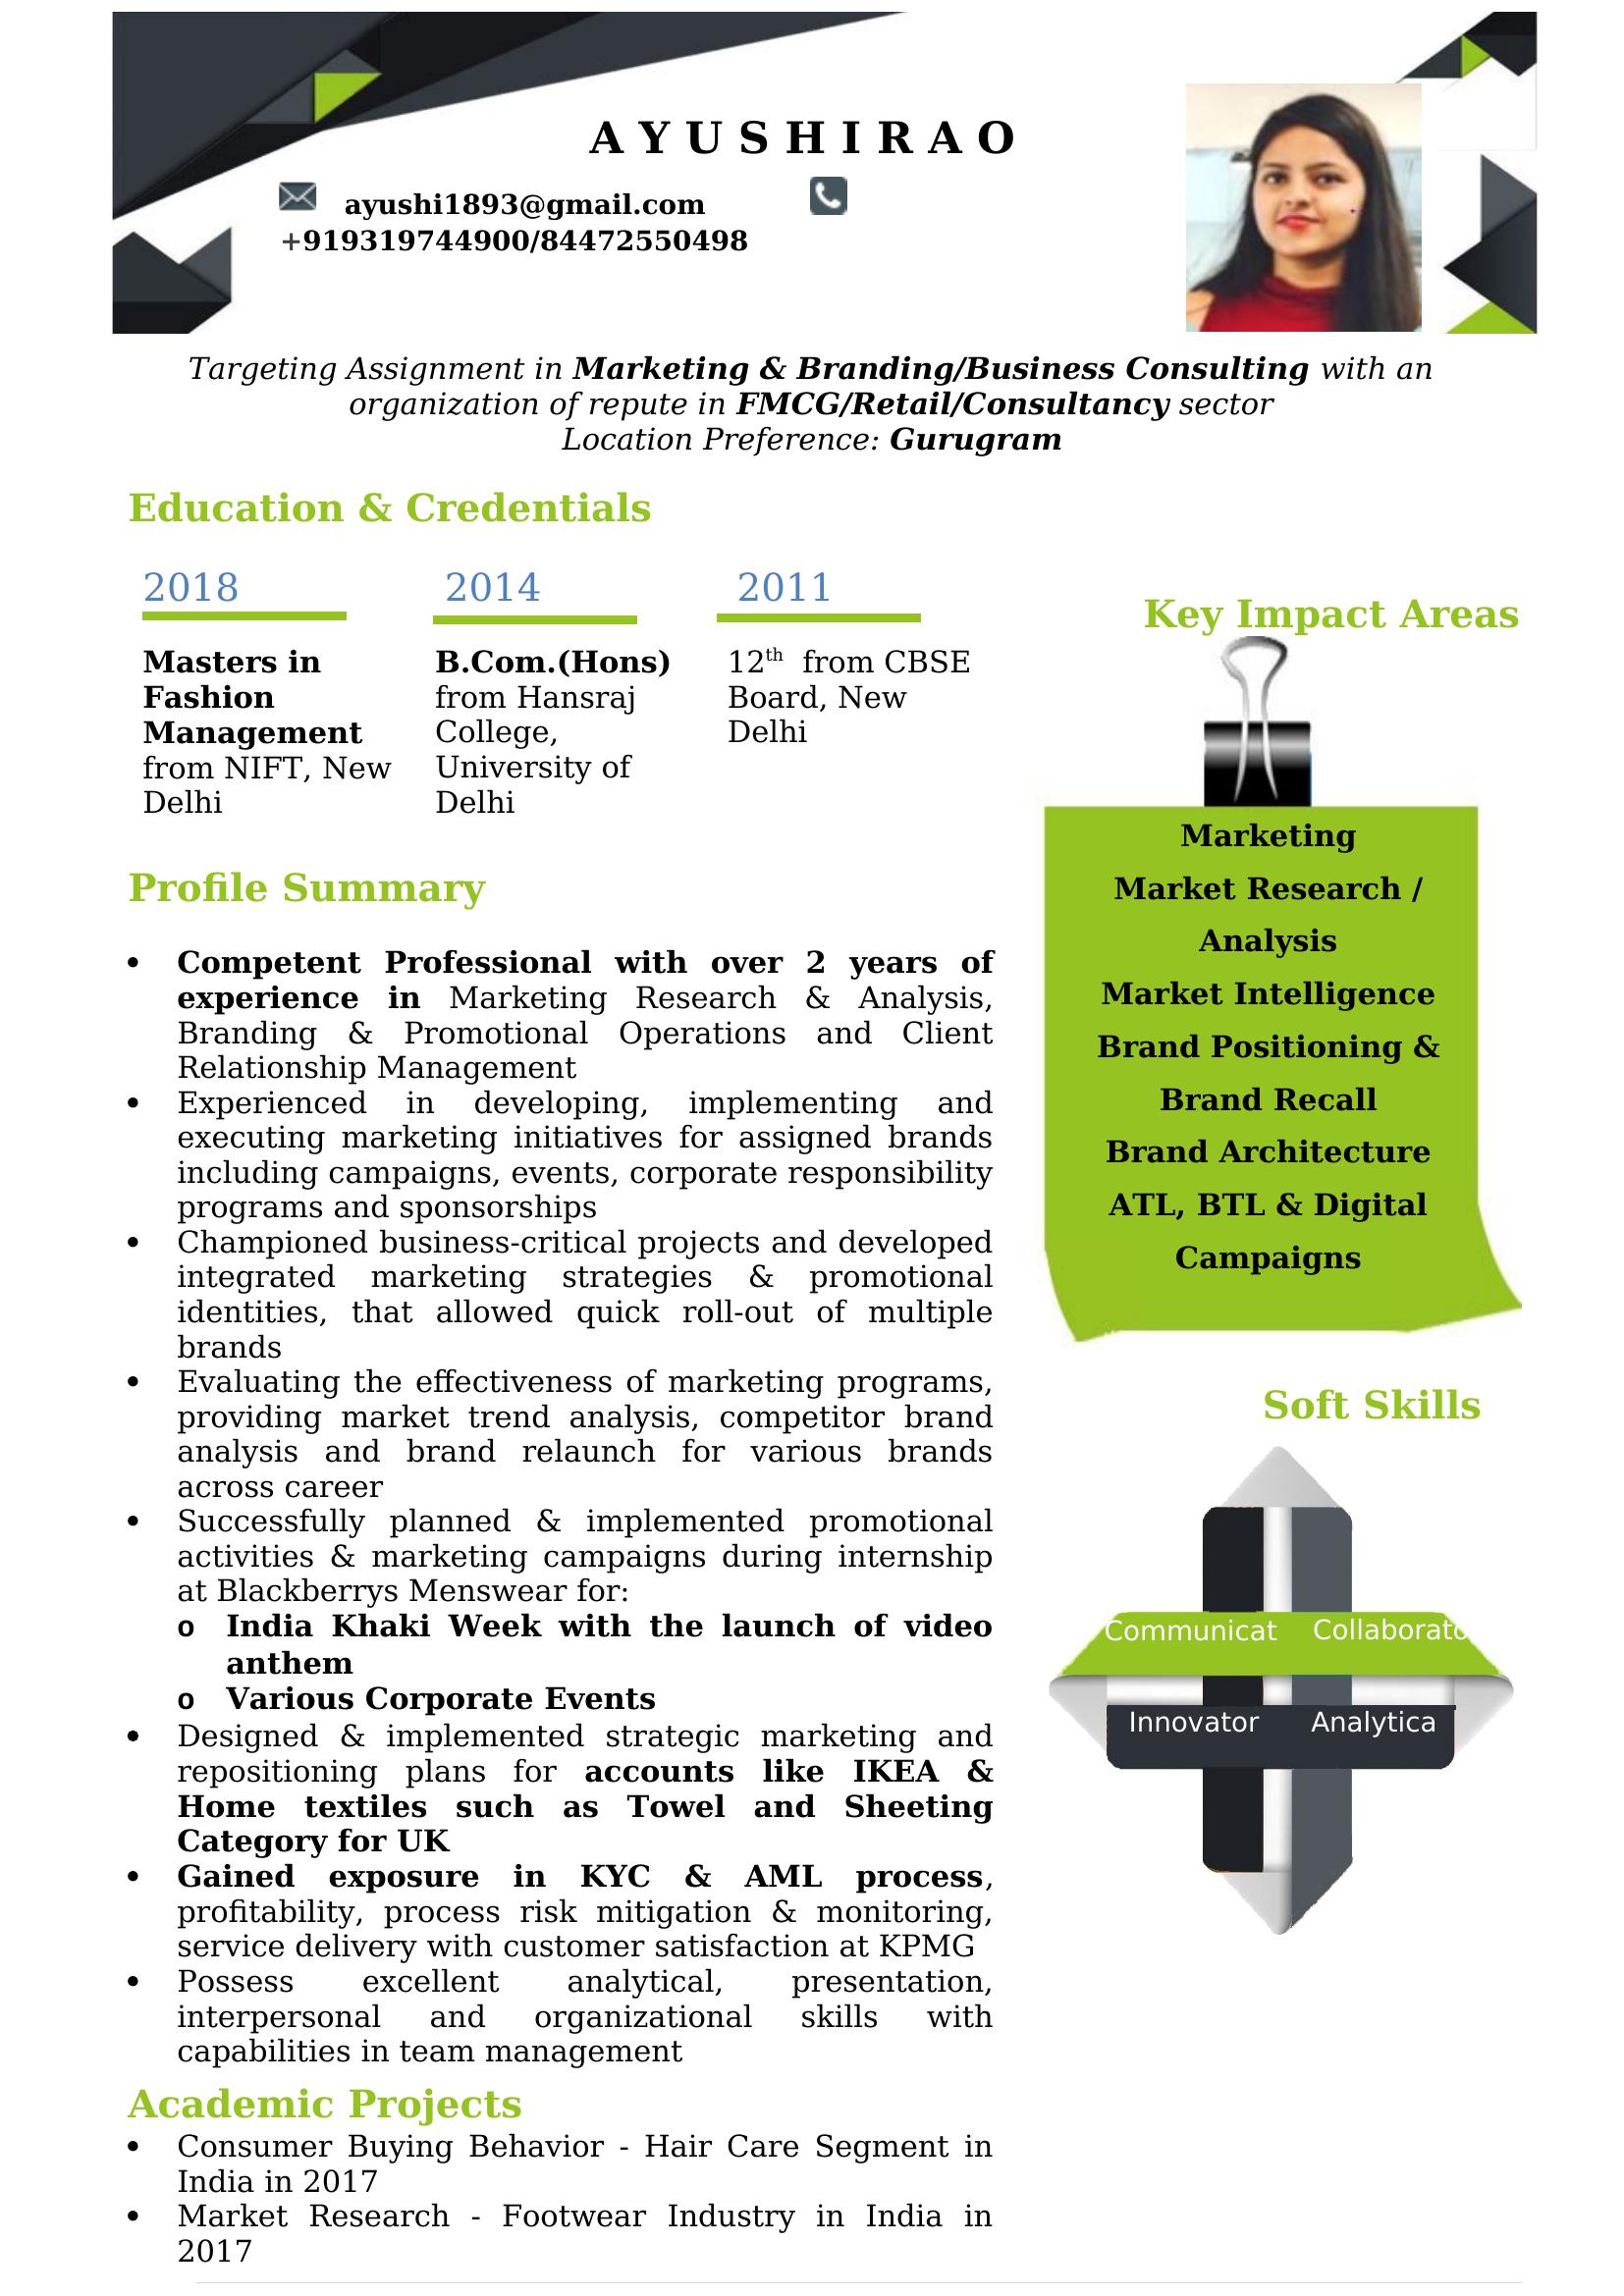 A Y U S H I R A O
ayushi1893@gmail.com
+919319744900/84472550498
Targeting Assignment in Marketing & Branding/Business Consulting with an
organization of repute in FMCG/Retail/Consultancy sector
Location Preference: Gurugram
Education & Credentials
2018
Masters in
Fashion
Management
from NIFT, New
Delhi
2014
B.Com.(Hons)
from Hansraj
College,
University of
Delhi
2011
12th from CBSE
Board, New
Delhi
Profile Summary
• Competent Professional with over 2 years of
experience in Marketing Research & Analysis,
Branding & Promotional Operations and Client
Relationship Management
• Experienced in developing, implementing and
executing marketing initiatives for assigned brands
including campaigns, events, corporate responsibility
programs and sponsorships
• Championed business-critical projects and developed
integrated marketing strategies & promotional
identities, that allowed quick roll-out of multiple
brands
• Evaluating the effectiveness of marketing programs,
providing market trend analysis, competitor brand
analysis and brand relaunch for various brands
across career
• Successfully planned & implemented promotional
activities & marketing campaigns during internship
at Blackberrys Menswear for:
o India Khaki Week with the launch of video
anthem
o Various Corporate Events
• Designed & implemented strategic marketing and
repositioning plans for accounts like IKEA &
Home textiles such as Towel and Sheeting
Category for UK
• Gained exposure in KYC & AML process,
profitability, process risk mitigation & monitoring,
service delivery with customer satisfaction at KPMG
• Possess excellent analytical, presentation,
interpersonal and organizational skills with
capabilities in team management
Academic Projects
• Consumer Buying Behavior - Hair Care Segment in
India in 2017
• Market Research - Footwear Industry in India in
2017
Key Impact Areas
Marketing
Market Research /
Analysis
Market Intelligence
Brand Positioning &
Brand Recall
Brand Architecture
ATL, BTL & Digital
Campaigns
Soft Skills
Communicat Collaborato
Innovator Analytica